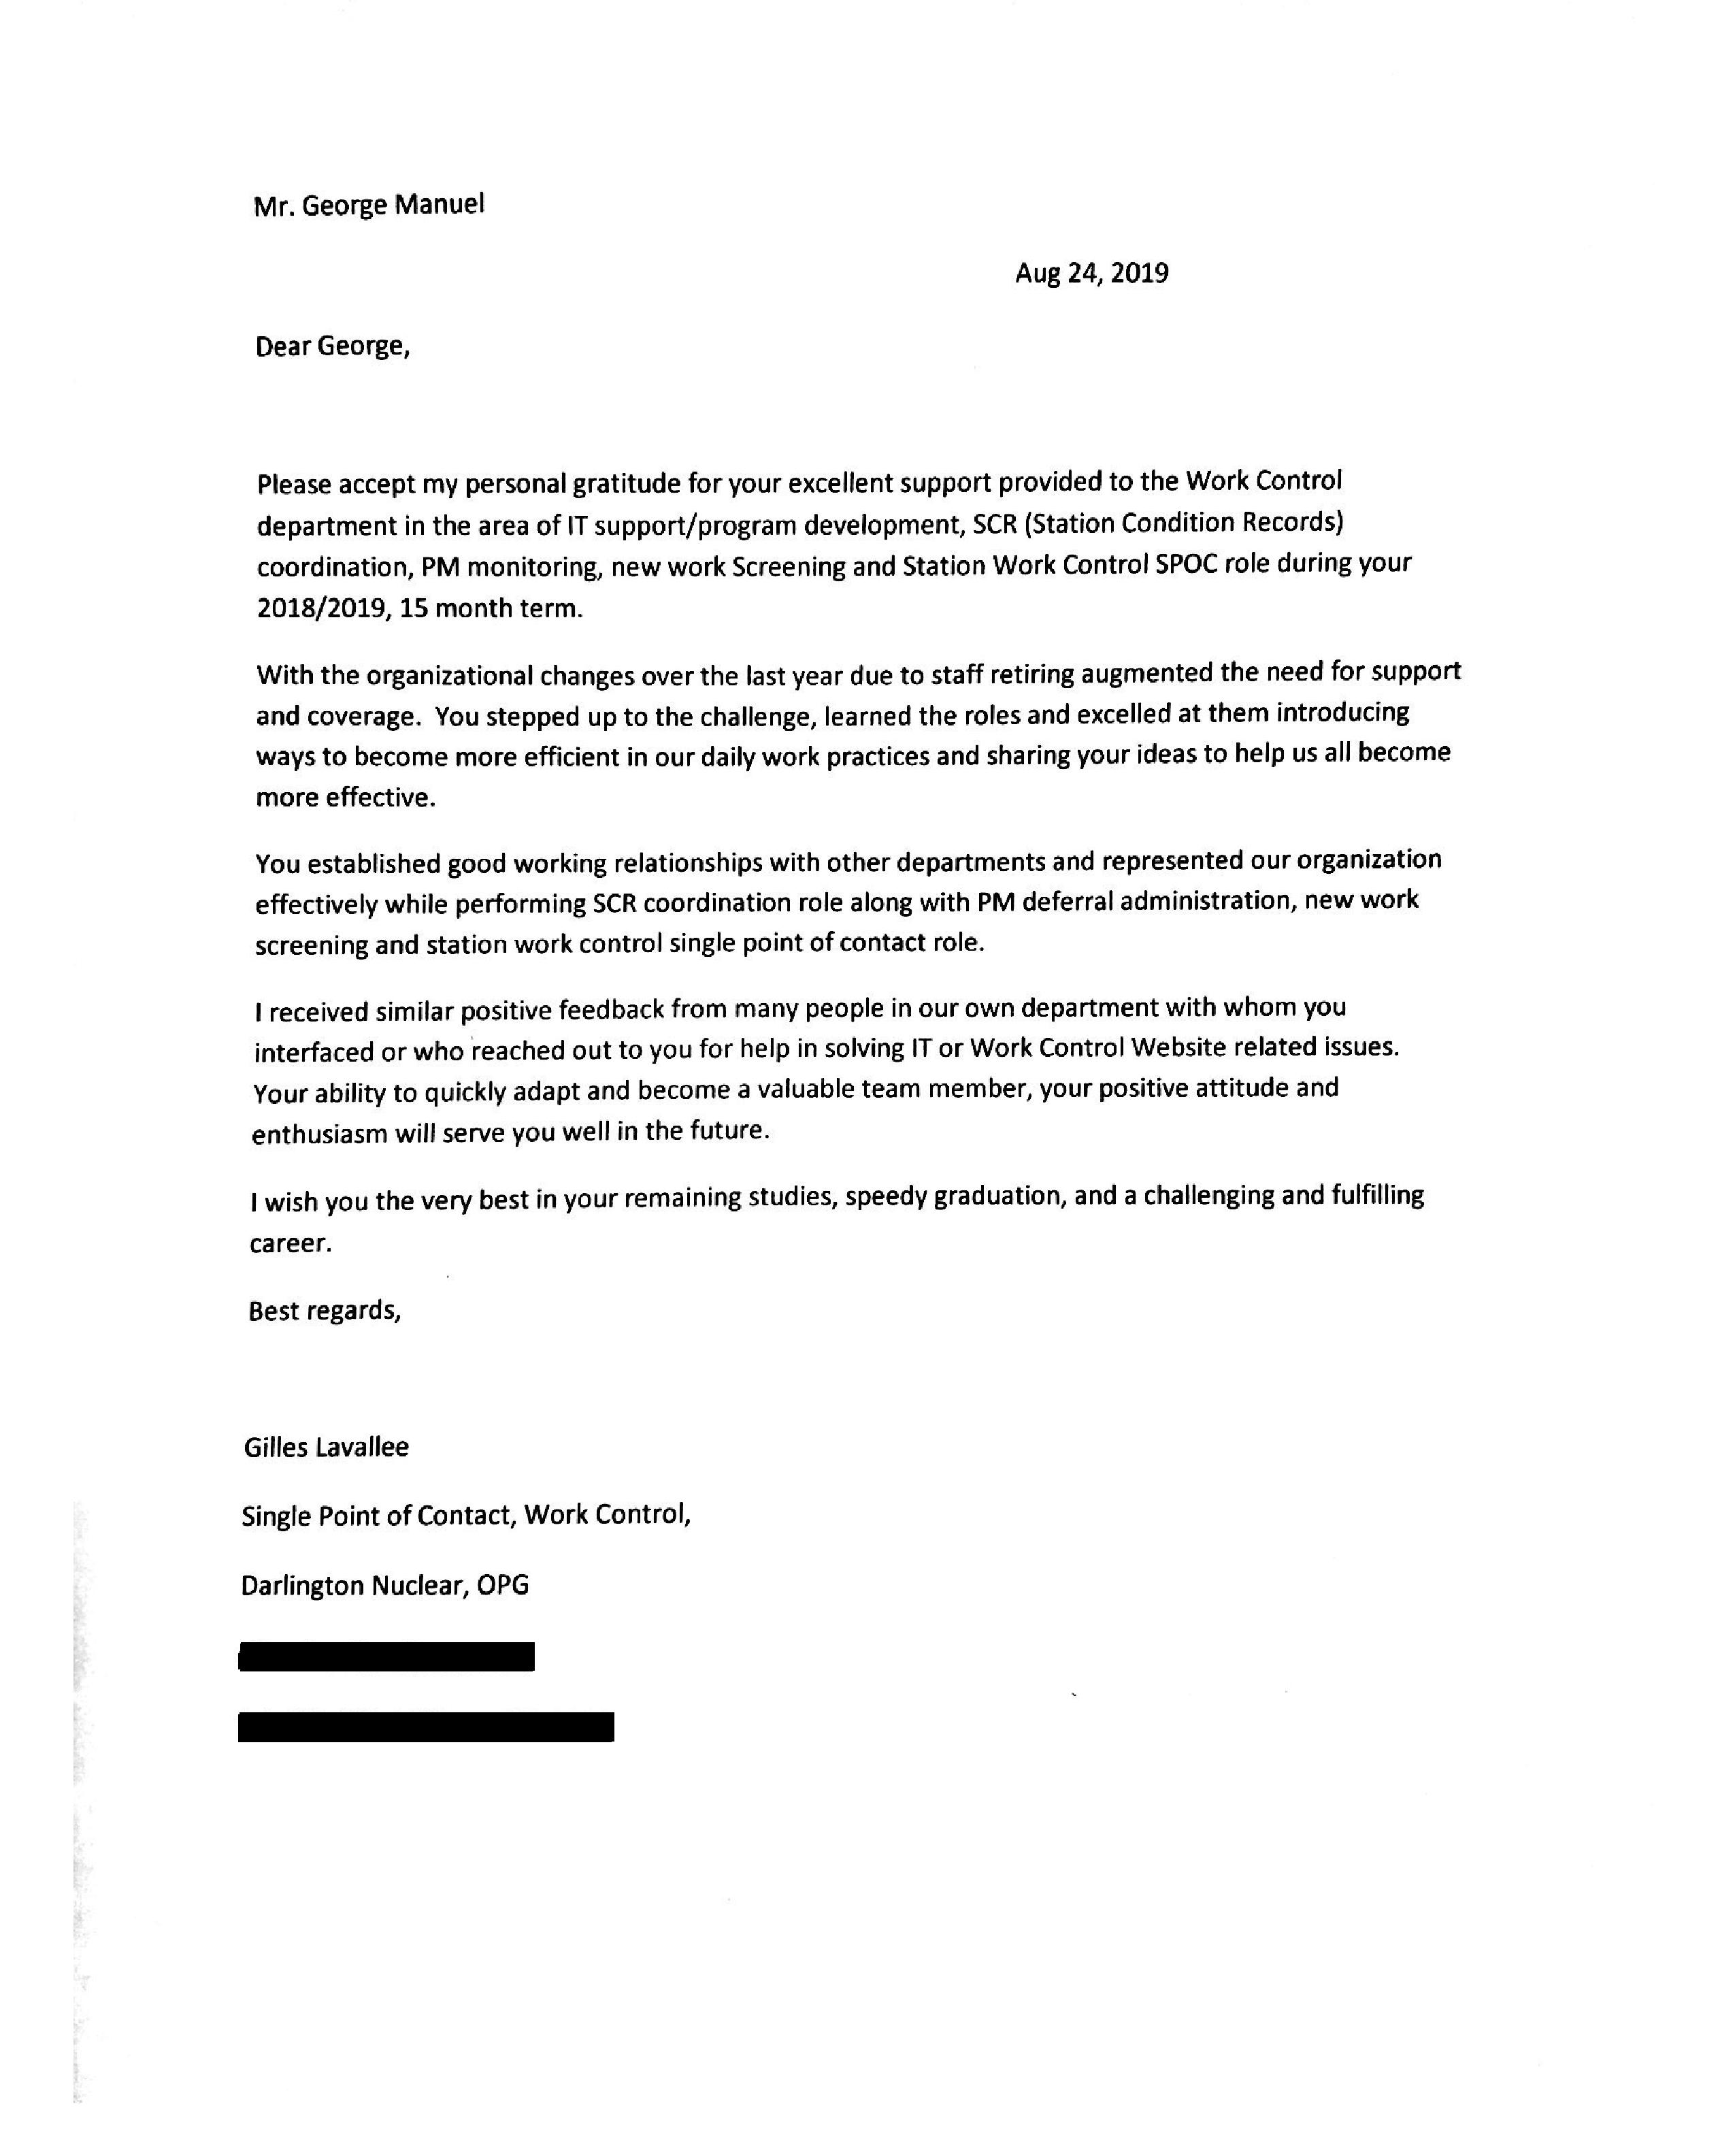 Mr. George Manuel
Aug 24, 2019
Dear George,
Please accept my personal gratitude for your excellent support provided to the Work Control
department in the area of IT support/program development, SCR (Station Condition Records)
coordination, PM monitoring, new work Screening and Station Work Control SPOC role during your
2018/2019, 15 month term.
With the organizational changes over the last year due to staff retiring augmented the need for support
and coverage.  You stepped up to the challenge, learned the roles and excelled at them introducing
ways to become more efficient in our daily work practices and sharing your ideas to help us all become
more effective.
You established good working relationships with other departments and represented our organization
effectively while performing SCR coordination role along with PM deferral administration, new work
screening and station work control single point of contact role.
I received similar positive feedback from many people in our own department with whom you
interfaced or who reached out to you for help in solving IT or Work Control Website related issues.
Your ability to quickly adapt and become a valuable team member, your positive attitude and
enthusiasm will serve you well in the future.
I wish you the very best in your remaining studies, speedy graduation, and a challenging and fulfilling
career.
Best regards,
Gilles Lavallee
Single Point of Contact, Work Control,
Darlington Nuclear, OPG